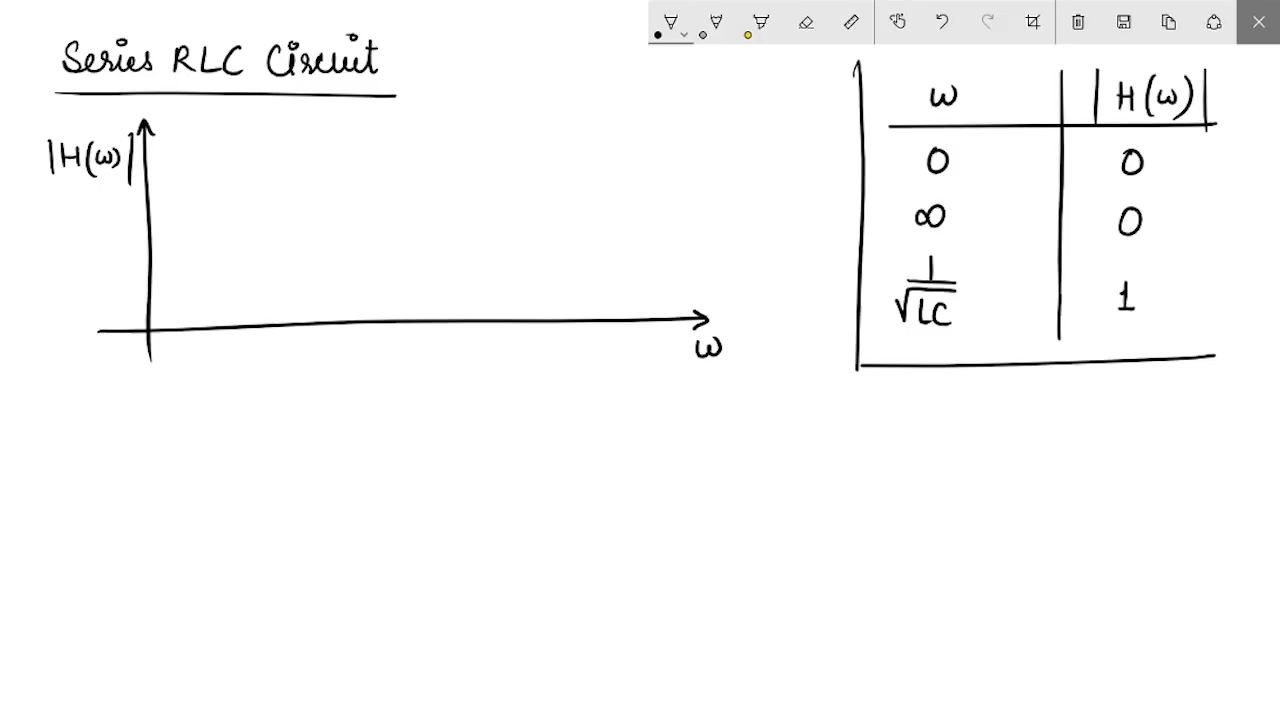 Series RLC Circuit
|H(ω)|
ω
ω |H(ω)|
0 0
∞ 0
1/√LC 1